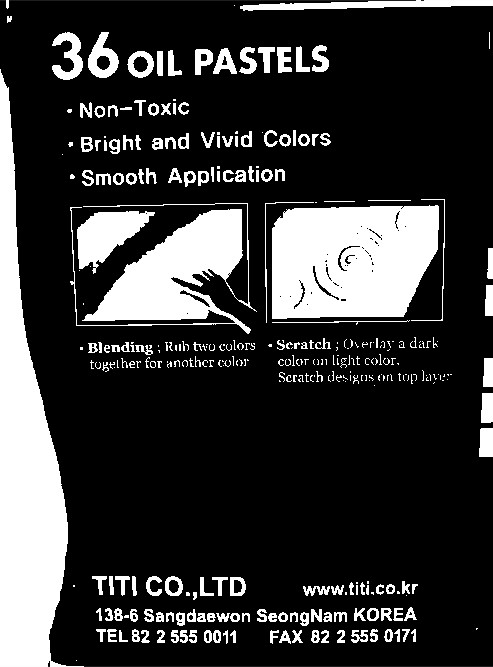 36 OIL PASTELS
• Non-Toxic
• Bright and Vivid Colors
• Smooth Application
• Blending ; Rub two colors
together for another color
• Scratch ; Overlay a dark
color on light color.
Scratch designs on top layer
TITI CO.,LTD www.titi.co.kr
138-6 Sangdaewon SeongNam KOREA
TEL 82 2 555 0011 FAX 82 2 555 0171